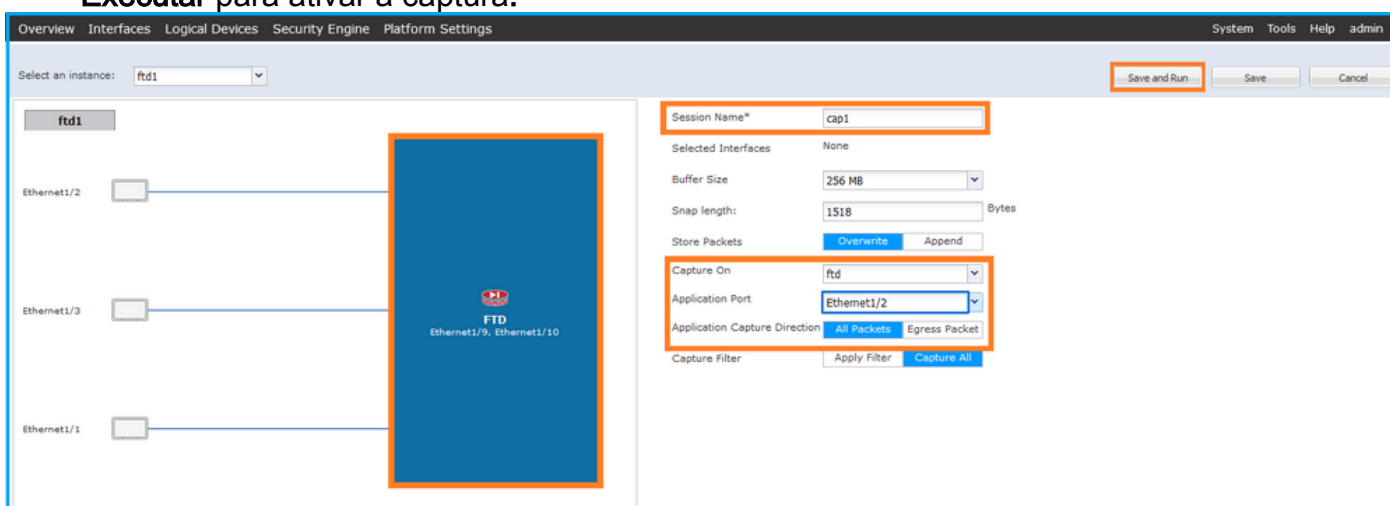 Executar para ativar a captura.
Overview Interfaces Logical Devices Security Engine Platform Settings System Tools Help admin
Select an instance: ftd1 Save and Run Save Cancel
ftd1
Session Name* cap1
Selected Interfaces None
Buffer Size 256 MB
Ethernet1/2
Snap length: 1518 Bytes
Store Packets Overwrite Append
Capture On ftd
Application Port Ethernet1/2
Ethernet1/3
FTD
Ethernet1/9, Ethernet1/10
Application Capture Direction All Packets Egress Packet
Capture Filter Apply Filter Capture All
Ethernet1/1